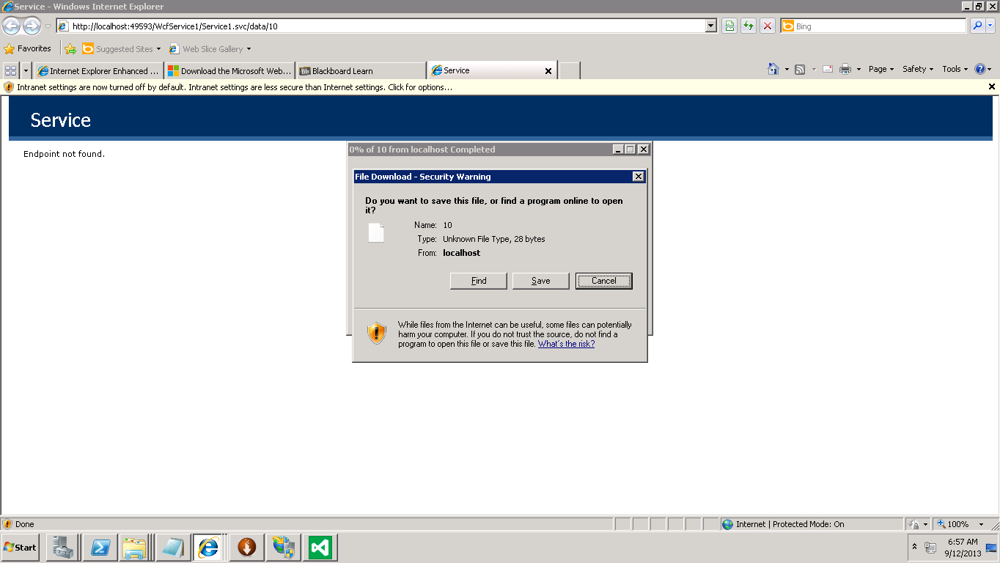 Service - Windows Internet Explorer
http://localhost:49593/WcfService1/Service1.svc/data/10
Bing
Favorites
Suggested Sites
Web Slice Gallery
Internet Explorer Enhanced ...
Download the Microsoft Web...
Bb
Blackboard Learn
Service
Page
Safety
Tools
Intranet settings are now turned off by default. Intranet settings are less secure than Internet settings. Click for options...
Service
Endpoint not found.
0% of 10 from localhost Completed
File Download - Security Warning
Do you want to save this file, or find a program online to open
it?
Name: 10
Type: Unknown File Type, 28 bytes
From: localhost
Find
Save
Cancel
While files from the Internet can be useful, some files can potentially
harm your computer. If you do not trust the source, do not find a
program to open this file or save this file. What's the risk?
Done
Internet | Protected Mode: On
100%
Start
6:57 AM
9/12/2013